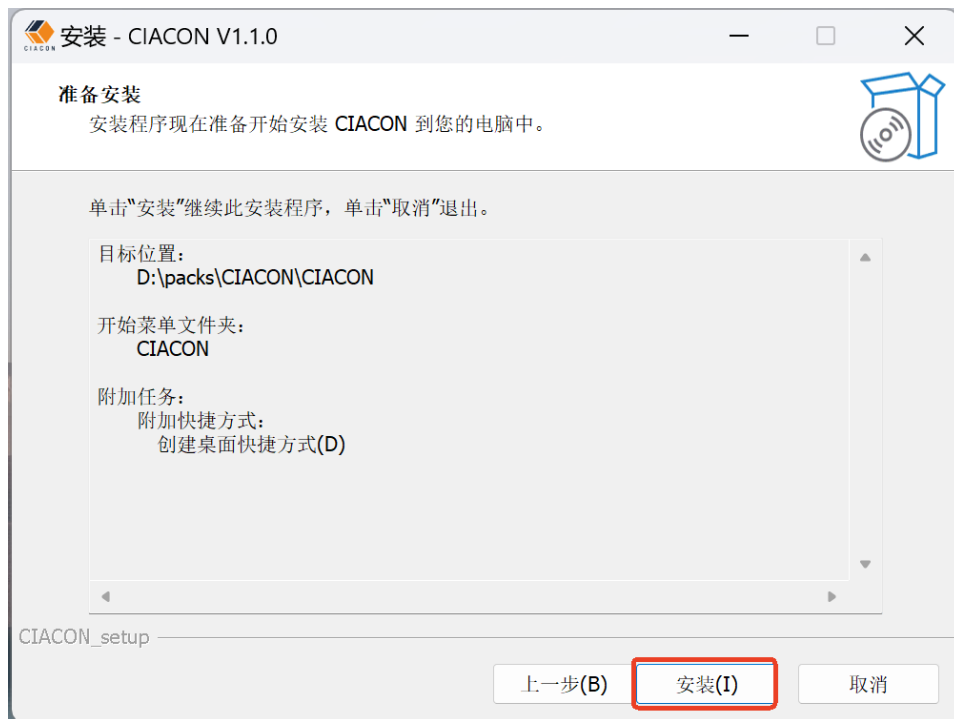 CIACON
安装 - CIACON V1.1.0
准备安装
安装程序现在准备开始安装 CIACON 到您的电脑中。
单击“安装”继续此安装程序，单击“取消”退出。
目标位置：
D:\packs\CIACON\CIACON
开始菜单文件夹：
CIACON
附加任务：
附加快捷方式：
创建桌面快捷方式(D)
CIACON_setup
上一步(B)
安装(I)
取消